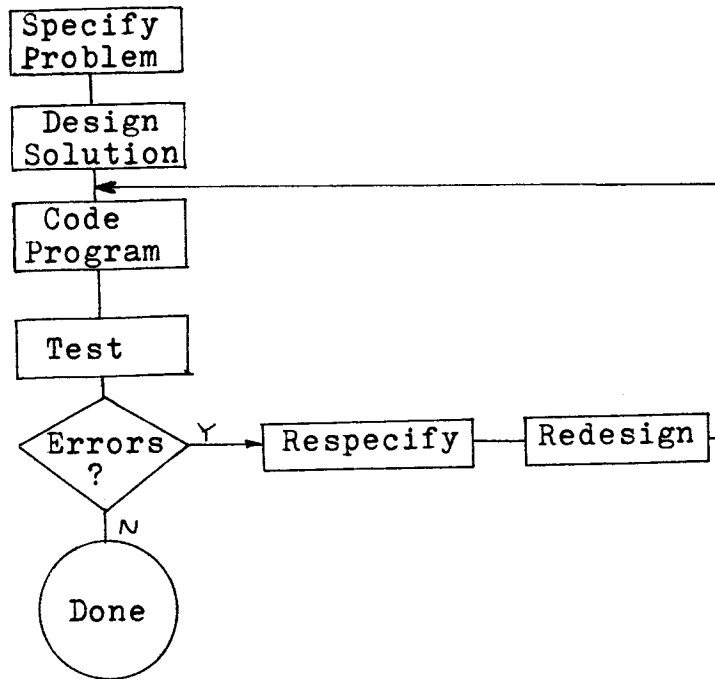 Specify
Problem
Design
Solution
Code
Program
Test
Errors
?
Y
Respecify
Redesign
N
Done